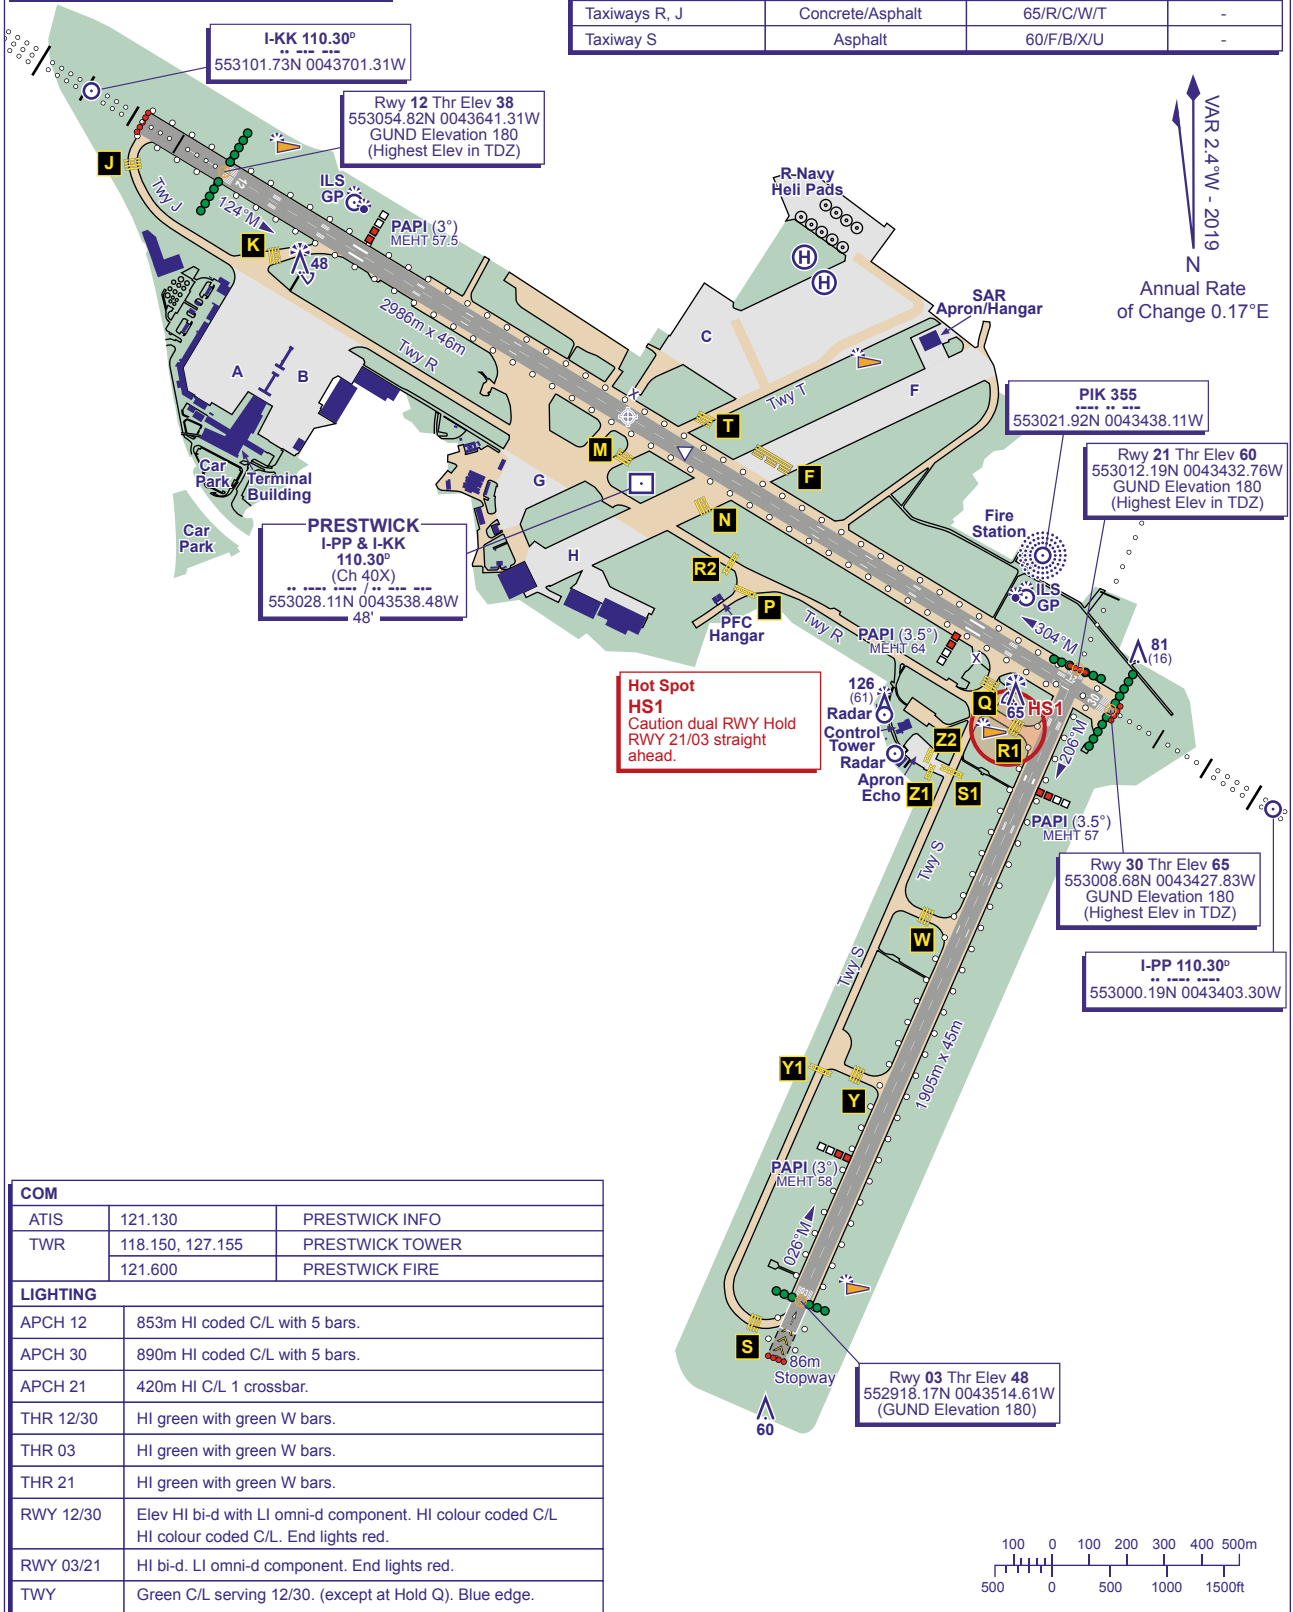 Taxiways R, J Concrete/Asphalt 65/R/C/W/T -
Taxiway S Asphalt 60/F/B/X/U -
I-KK 110.30D
553101.73N 0043701.31W
Rwy 12 Thr Elev 38
553054.82N 0043641.31W
GUND Elevation 180
(Highest Elev in TDZ)
VAR 2.4°W - 2019
N
Annual Rate
of Change 0.17°E
J
Twy J
12
124°M
ILS
GP
PAPI (3°)
MEHT 57.5
K
48
2986m x 46m
Twy R
A
B
R-Navy
Heli Pads
H
H
C
SAR
Apron/Hangar
F
Twy T
X
T
M
F
N
G
H
R2
P
PFC
Hangar
Twy R
Car
Park
Terminal
Building
Car
Park
PRESTWICK
I-PP & I-KK
110.30D
(Ch 40X)
553028.11N 0043538.48W
48'
PIK 355
553021.92N 0043438.11W
Rwy 21 Thr Elev 60
553012.19N 0043432.76W
GUND Elevation 180
(Highest Elev in TDZ)
Fire
Station
ILS
GP
304°M
81
(16)
PAPI (3.5°)
MEHT 64
X
Q
65
HS1
R1
30
206°M
Hot Spot
HS1
Caution dual RWY Hold
RWY 21/03 straight
ahead.
126
(61)
Radar
Control
Tower
Radar
Apron
Echo
Z2
Z1
S1
PAPI (3.5°)
MEHT 57
Rwy 30 Thr Elev 65
553008.68N 0043427.83W
GUND Elevation 180
(Highest Elev in TDZ)
I-PP 110.30D
553000.19N 0043403.30W
Twy S
W
Twy S
1905m x 45m
Y1
Y
PAPI (3°)
MEHT 58
026°M
S
86m
Stopway
60
Rwy 03 Thr Elev 48
552918.17N 0043514.61W
(GUND Elevation 180)
COM
ATIS 121.130 PRESTWICK INFO
TWR 118.150, 127.155 PRESTWICK TOWER
121.600 PRESTWICK FIRE
LIGHTING
APCH 12 853m HI coded C/L with 5 bars.
APCH 30 890m HI coded C/L with 5 bars.
APCH 21 420m HI C/L 1 crossbar.
THR 12/30 HI green with green W bars.
THR 03 HI green with green W bars.
THR 21 HI green with green W bars.
RWY 12/30 Elev HI bi-d with LI omni-d component. HI colour coded C/L
HI colour coded C/L. End lights red.
RWY 03/21 HI bi-d. LI omni-d component. End lights red.
TWY Green C/L serving 12/30. (except at Hold Q). Blue edge.
100 0 100 200 300 400 500m
500 0 500 1000 1500ft